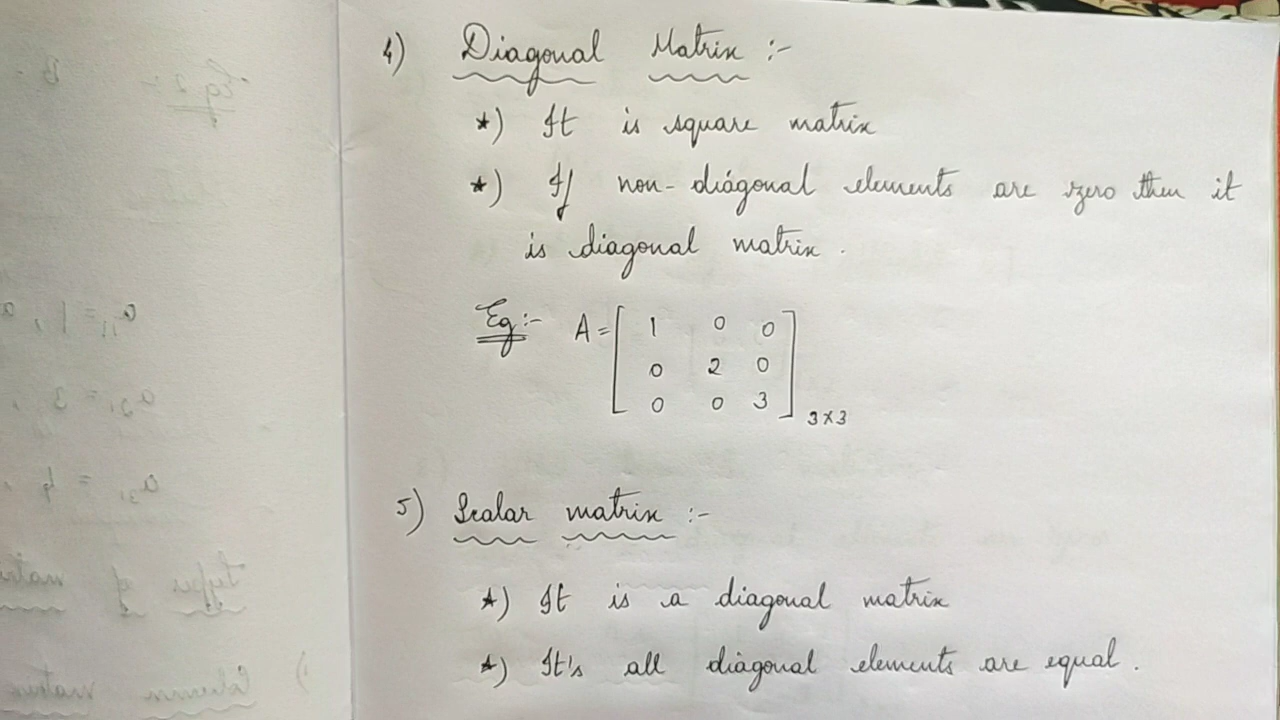 4) Diagonal Matrix :-
*) It is square matrix
*) If non-diagonal elements are zero then it
is diagonal matrix.
Eg:- A = [ 1 0 0
0 2 0
0 0 3 ] 3×3
5) Scalar matrix :-
*) It is a diagonal matrix
*) It's all diagonal elements are equal.